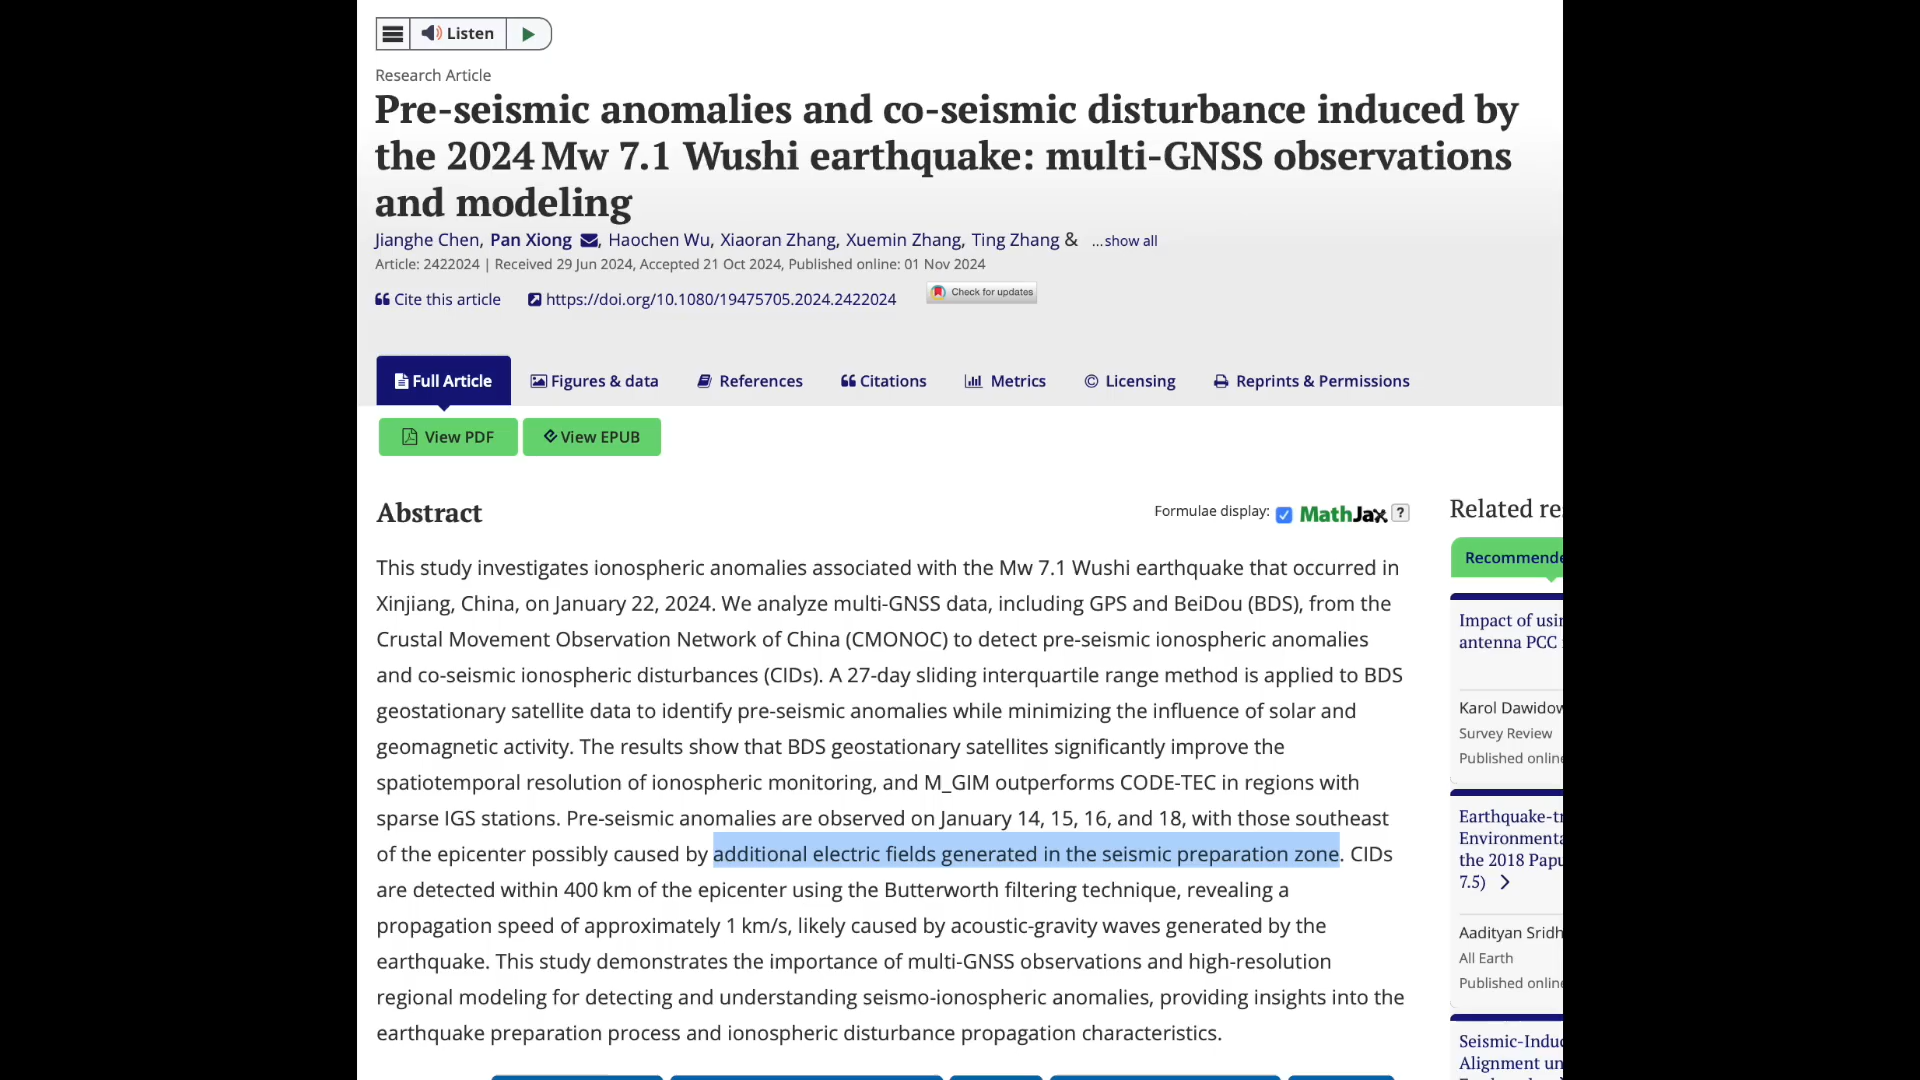 Listen
Research Article
Pre-seismic anomalies and co-seismic disturbance induced by
the 2024 Mw 7.1 Wushi earthquake: multi-GNSS observations
and modeling
Jianghe Chen, Pan Xiong, Haochen Wu, Xiaoran Zhang, Xuemin Zhang, Ting Zhang & ...show all
Article: 2422024 | Received 29 Jun 2024, Accepted 21 Oct 2024, Published online: 01 Nov 2024
Cite this article https://doi.org/10.1080/19475705.2024.2422024 Check for updates
Full Article Figures & data References Citations Metrics Licensing Reprints & Permissions
View PDF View EPUB
Abstract
Formulae display: MathJax ?
This study investigates ionospheric anomalies associated with the Mw 7.1 Wushi earthquake that occurred in
Xinjiang, China, on January 22, 2024. We analyze multi-GNSS data, including GPS and BeiDou (BDS), from the
Crustal Movement Observation Network of China (CMONOC) to detect pre-seismic ionospheric anomalies
and co-seismic ionospheric disturbances (CIDs). A 27-day sliding interquartile range method is applied to BDS
geostationary satellite data to identify pre-seismic anomalies while minimizing the influence of solar and
geomagnetic activity. The results show that BDS geostationary satellites significantly improve the
spatiotemporal resolution of ionospheric monitoring, and M_GIM outperforms CODE-TEC in regions with
sparse IGS stations. Pre-seismic anomalies are observed on January 14, 15, 16, and 18, with those southeast
of the epicenter possibly caused by additional electric fields generated in the seismic preparation zone. CIDs
are detected within 400 km of the epicenter using the Butterworth filtering technique, revealing a
propagation speed of approximately 1 km/s, likely caused by acoustic-gravity waves generated by the
earthquake. This study demonstrates the importance of multi-GNSS observations and high-resolution
regional modeling for detecting and understanding seismo-ionospheric anomalies, providing insights into the
earthquake preparation process and ionospheric disturbance propagation characteristics.
Related re
Recommende
Impact of usin
antenna PCC
Karol Dawidow
Survey Review
Published online
Earthquake-tr
Environmenta
the 2018 Papu
7.5)
Aadityan Sridh
All Earth
Published online
Seismic-Induc
Alignment un